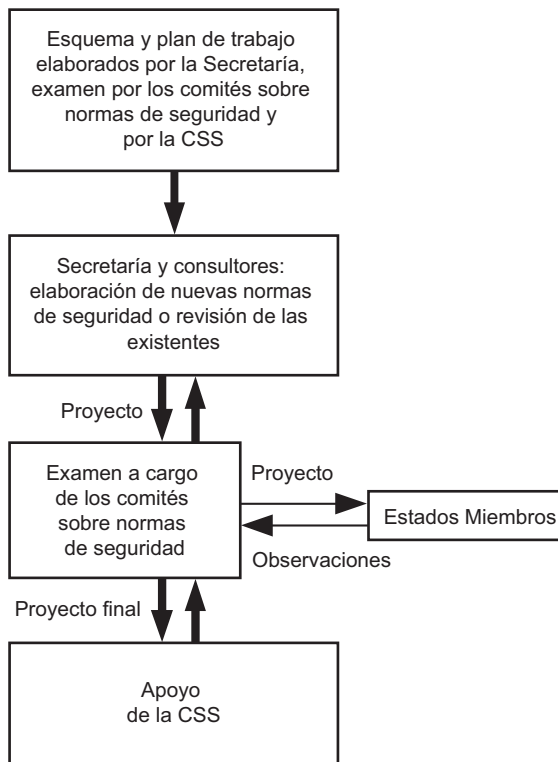 Esquema y plan de trabajo
elaborados por la Secretaría,
examen por los comités sobre
normas de seguridad y
por la CSS
Secretaría y consultores:
elaboración de nuevas normas
de seguridad o revisión de las
existentes
Proyecto
Examen a cargo
de los comités
sobre normas
de seguridad
Proyecto
Estados Miembros
Observaciones
Proyecto final
Apoyo
de la CSS